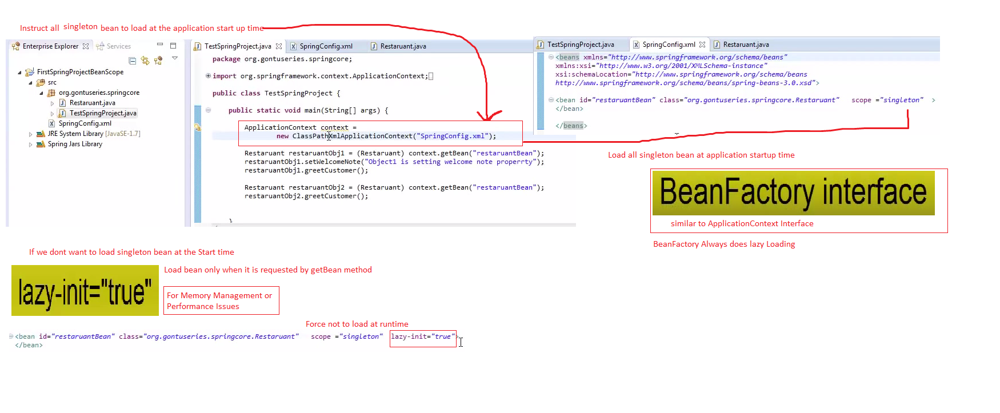 Instruct all singleton bean to load at the application start up time
Enterprise Explorer
Services
FirstSpringProjectBeanScope
src
org.gontuseries.springcore
Restaruant.java
TestSpringProject.java
SpringConfig.xml
JRE System Library [JavaSE-1.7]
Spring Jars Library
TestSpringProject.java
SpringConfig.xml
Restaruant.java
package org.gontuseries.springcore;
import org.springframework.context.ApplicationContext;
public class TestSpringProject {
public static void main(String[] args) {
ApplicationContext context =
new ClassPathXmlApplicationContext("SpringConfig.xml");
Restaruant restaruantObj1 = (Restaruant) context.getBean("restaruantBean");
restaruantObj1.setWelcomeNote("Object1 is setting welcome note properrty");
restaruantObj1.greetCustomer();
Restaruant restaruantObj2 = (Restaruant) context.getBean("restaruantBean");
restaruantObj2.greetCustomer();
}
TestSpringProject.java
SpringConfig.xml
Restaruant.java
<beans xmlns="http://www.springframework.org/schema/beans"
xmlns:xsi="http://www.w3.org/2001/XMLSchema-instance"
xsi:schemaLocation="http://www.springframework.org/schema/beans
http://www.springframework.org/schema/beans/spring-beans-3.0.xsd">
<bean id="restaruantBean" class="org.gontuseries.springcore.Restaruant" scope ="singleton" >
</bean>
</beans>
Load all singleton bean at application startup time
BeanFactory interface
similar to ApplicationContext Interface
BeanFactory Always does lazy Loading
If we dont want to load singleton bean at the Start time
lazy-init="true"
Load bean only when it is requested by getBean method
For Memory Management or
Performance Issues
Force not to load at runtime
<bean id="restaruantBean" class="org.gontuseries.springcore.Restaruant" scope ="singleton" lazy-init="true">
</bean>